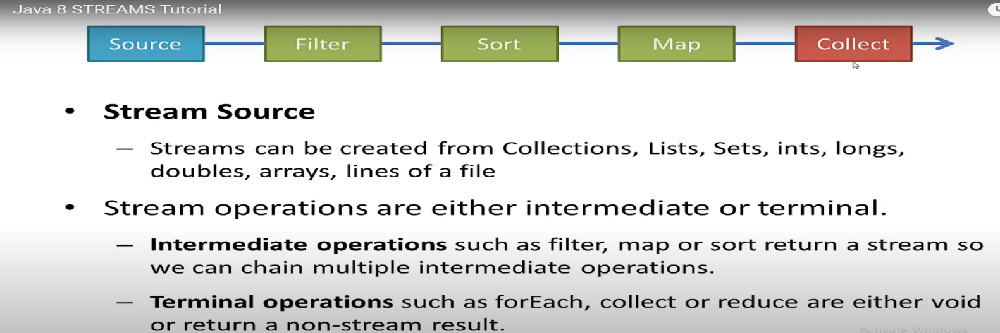 Java 8 STREAMS Tutorial
Source Filter Sort Map Collect
• Stream Source
— Streams can be created from Collections, Lists, Sets, ints, longs,
doubles, arrays, lines of a file
• Stream operations are either intermediate or terminal.
— Intermediate operations such as filter, map or sort return a stream so
we can chain multiple intermediate operations.
— Terminal operations such as forEach, collect or reduce are either void
or return a non-stream result.
Activate Windows